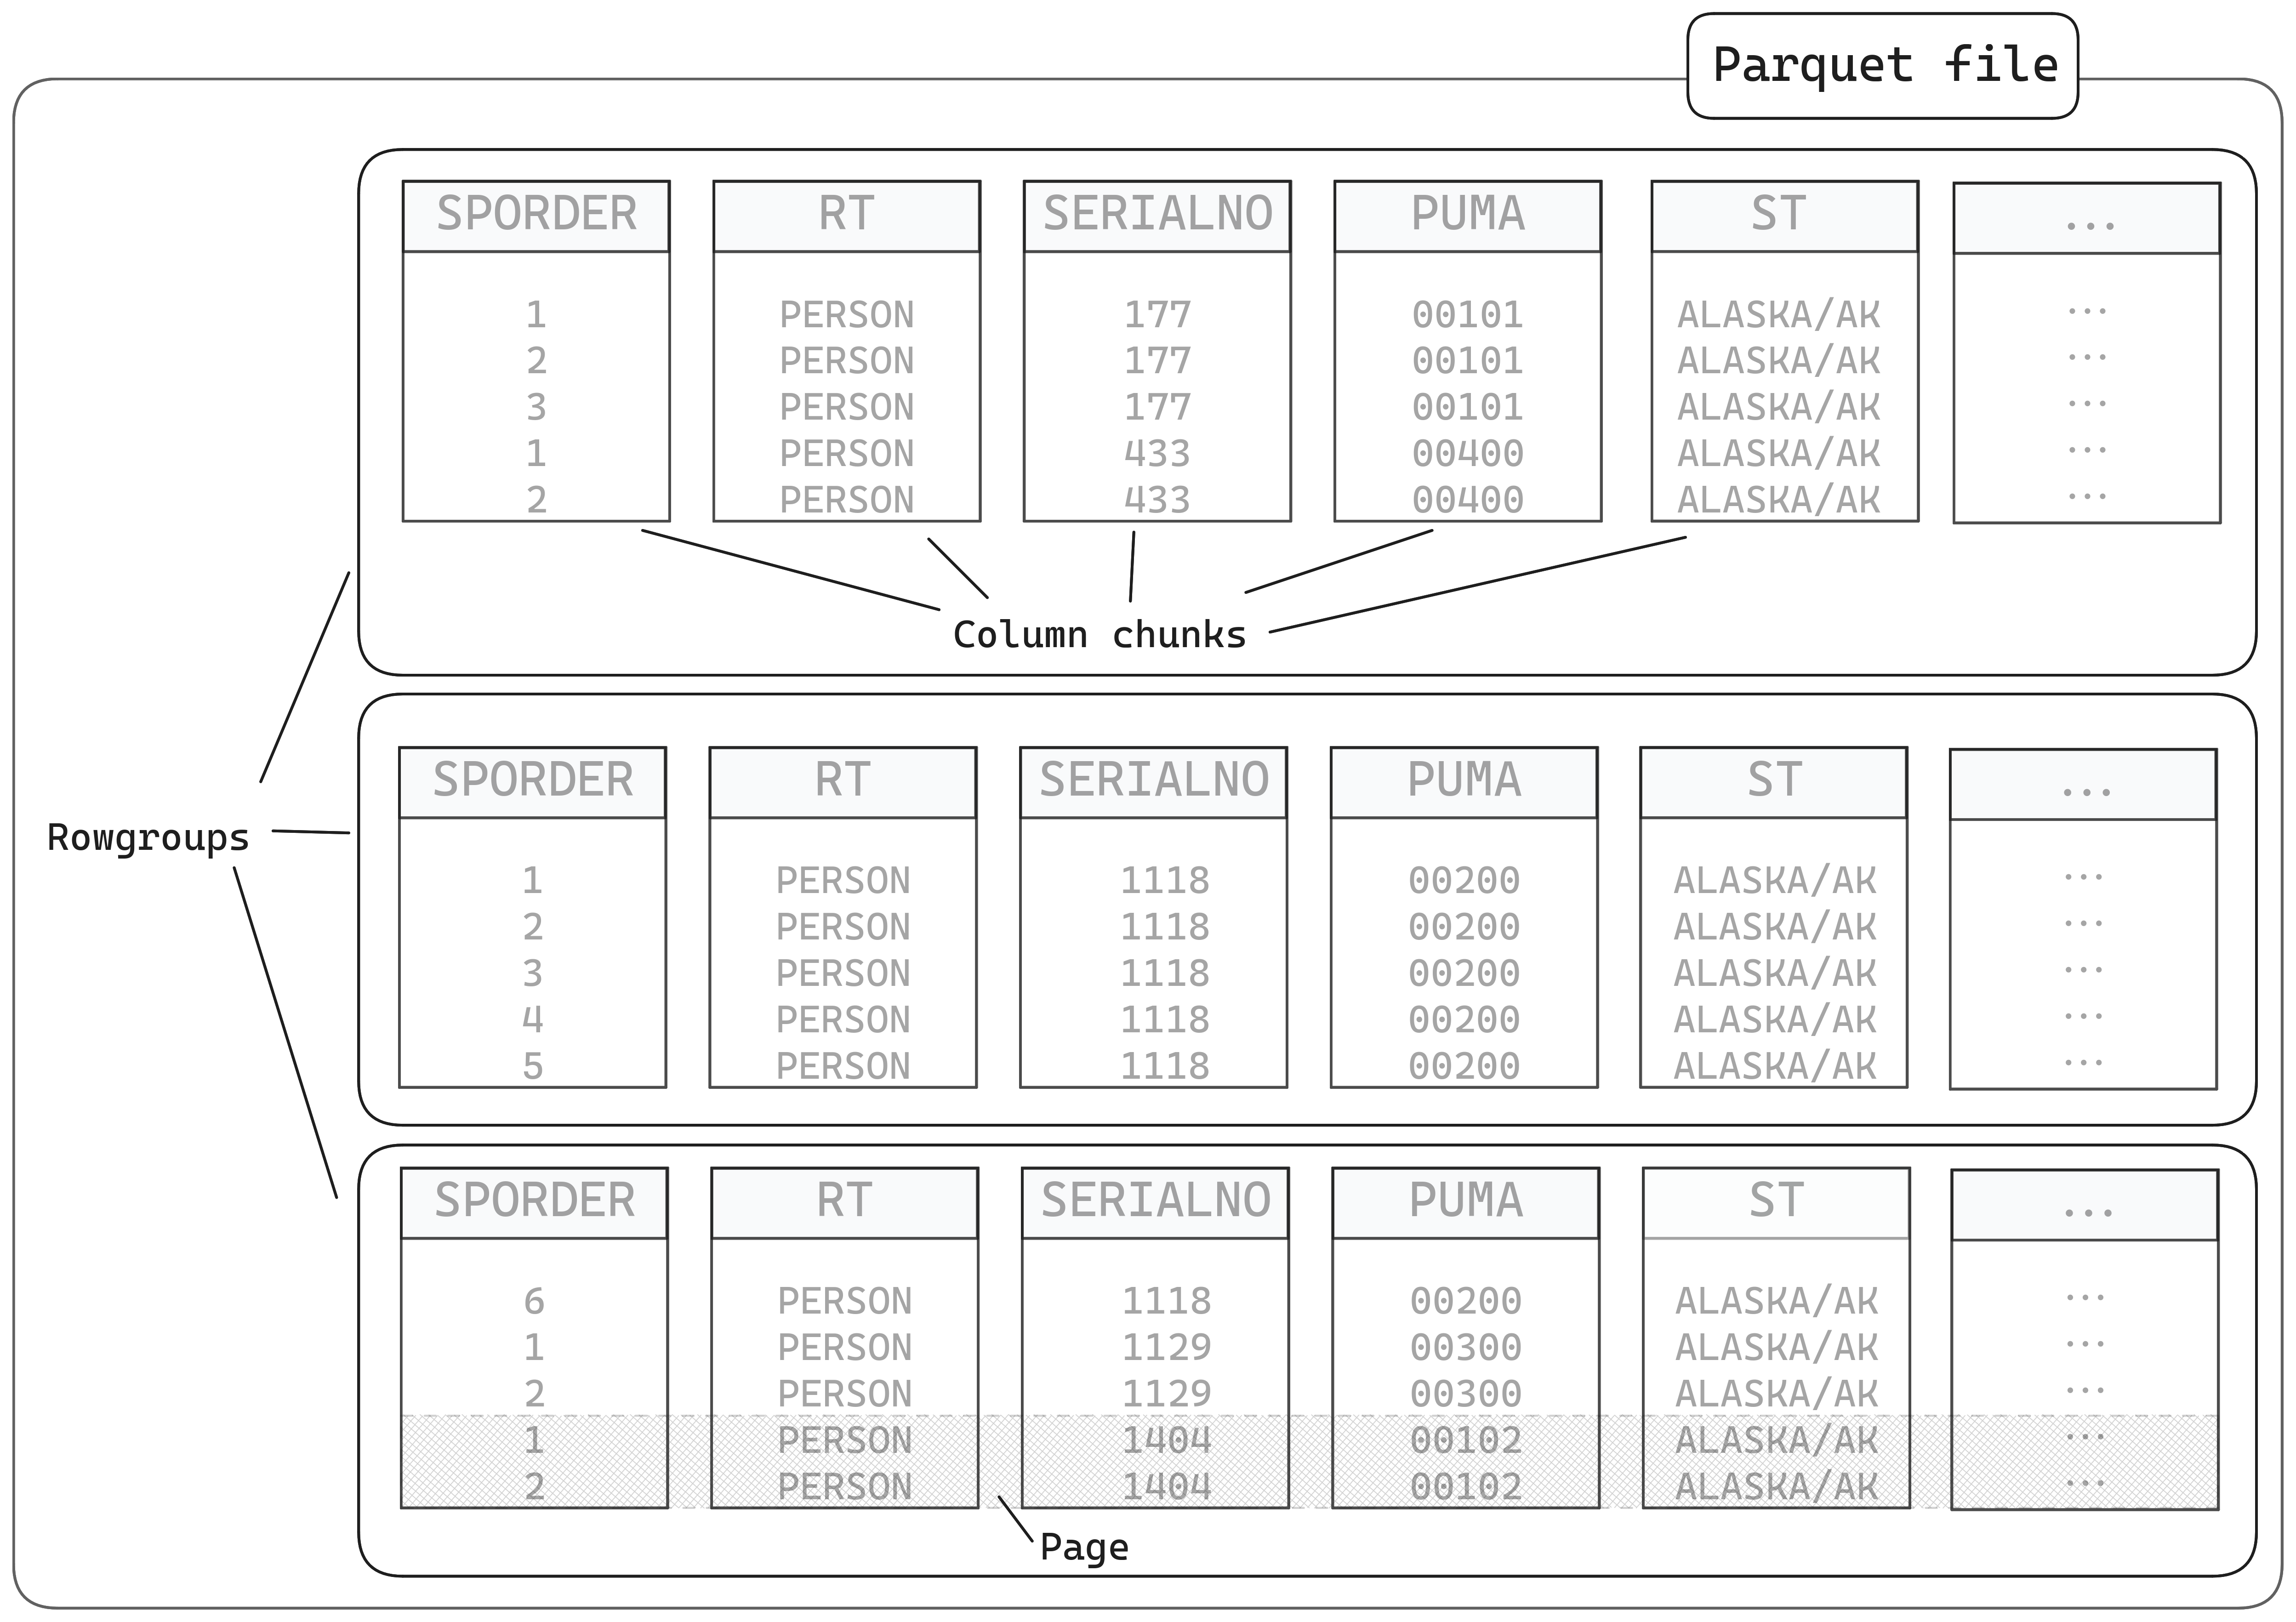 Parquet file
SPORDER RT SERIALNO PUMA ST ...
1 PERSON 177 00101 ALASKA/AK ...
2 PERSON 177 00101 ALASKA/AK ...
3 PERSON 177 00101 ALASKA/AK ...
1 PERSON 433 00400 ALASKA/AK ...
2 PERSON 433 00400 ALASKA/AK ...
Column chunks
Rowgroups
SPORDER RT SERIALNO PUMA ST ...
1 PERSON 1118 00200 ALASKA/AK ...
2 PERSON 1118 00200 ALASKA/AK ...
3 PERSON 1118 00200 ALASKA/AK ...
4 PERSON 1118 00200 ALASKA/AK ...
5 PERSON 1118 00200 ALASKA/AK ...
SPORDER RT SERIALNO PUMA ST ...
6 PERSON 1118 00200 ALASKA/AK ...
1 PERSON 1129 00300 ALASKA/AK ...
2 PERSON 1129 00300 ALASKA/AK ...
1 PERSON 1404 00102 ALASKA/AK ...
2 PERSON 1404 00102 ALASKA/AK ...
Page